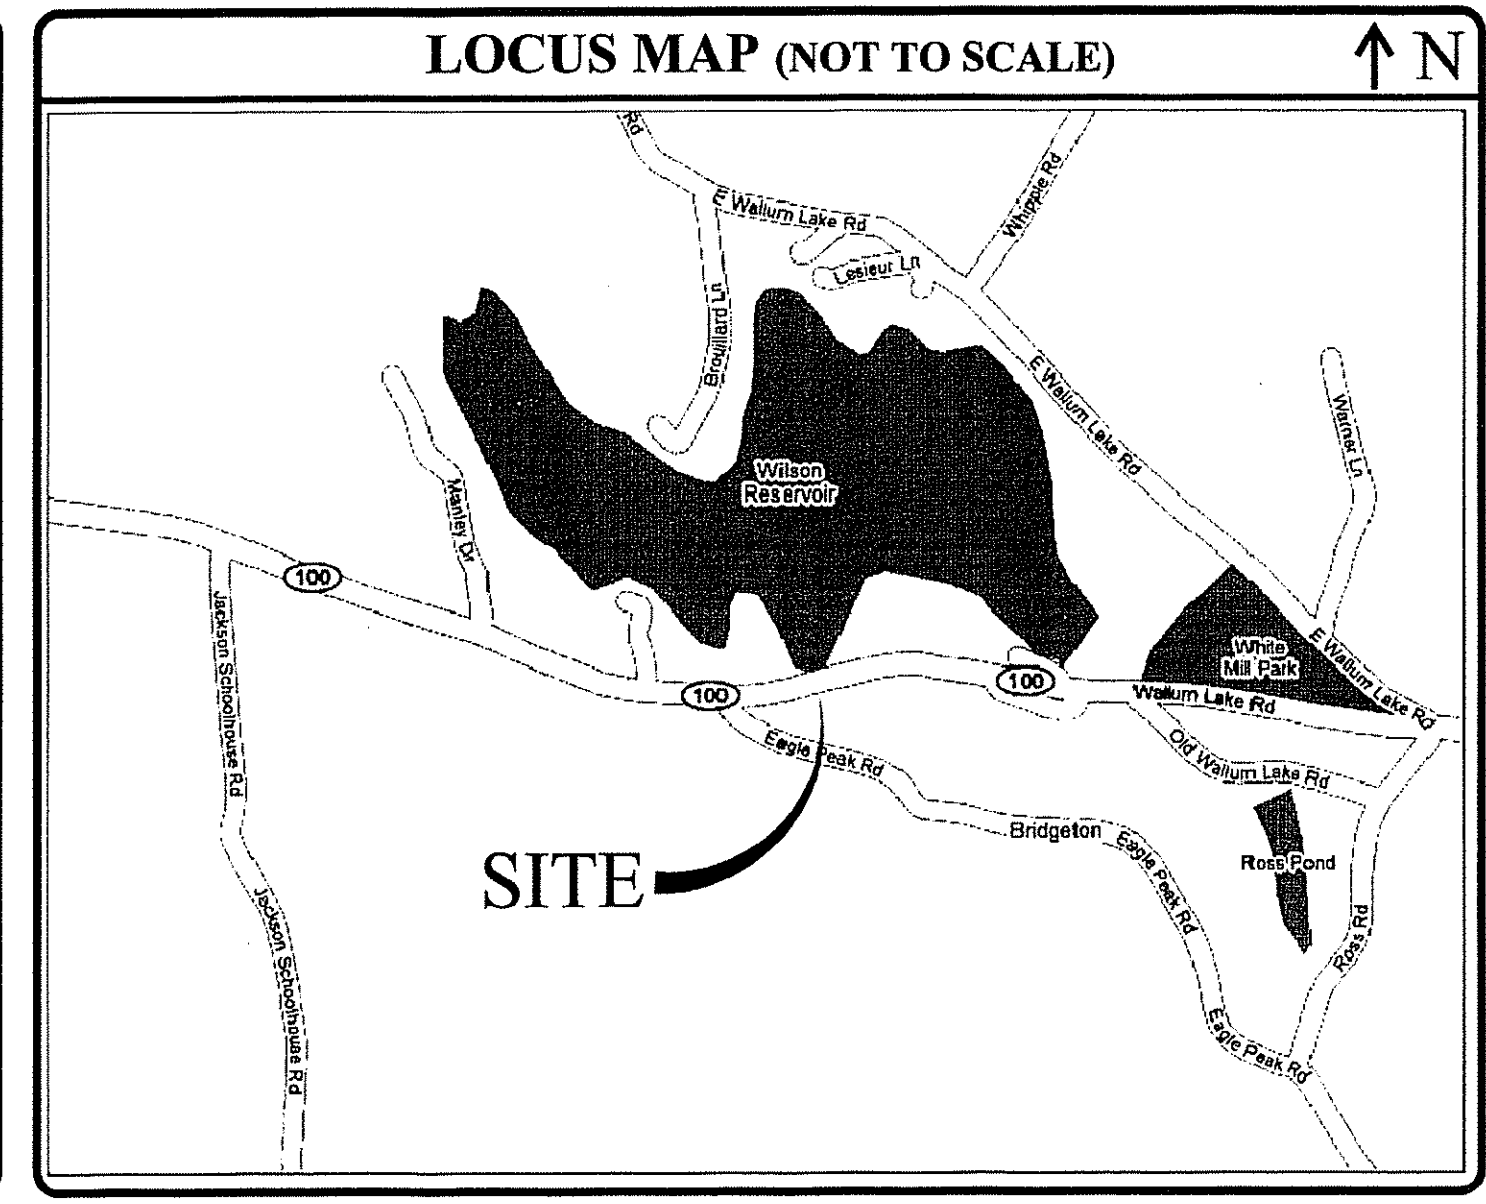 LOCUS MAP (NOT TO SCALE)
N
Rd
E Wallum Lake Rd
Whipple Rd
Lesieur Ln
Brouillard Ln
E Wallum Lake Rd
Warner Ln
Wilson
Reservoir
Manley Dr
100
Jackson Schoolhouse Rd
White
Mill Park
E Wallum Lake Rd
100
100
Wallum Lake Rd
Eagle Peak Rd
Old Wallum Lake Rd
Bridgeton
Eagle Peak Rd
Ross Pond
SITE
Ross Rd
Jackson Schoolhouse Rd
Eagle Peak Rd